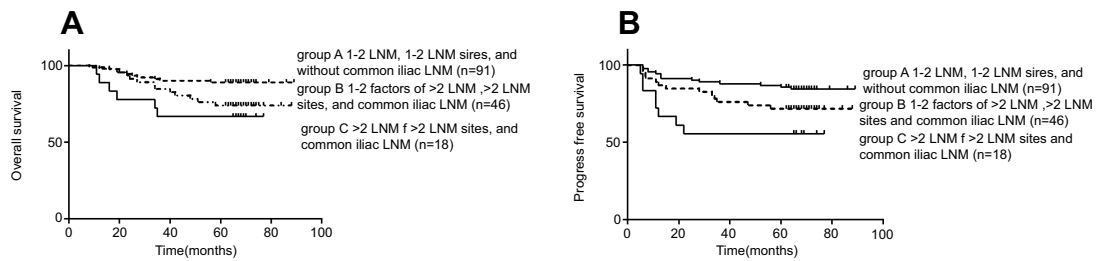 A
Overall survival
100
50
0
0 20 40 60 80 100
Time(months)
group A 1-2 LNM, 1-2 LNM sires, and
without common iliac LNM (n=91)
group B 1-2 factors of >2 LNM ,>2 LNM
sites, and common iliac LNM (n=46)
group C >2 LNM f >2 LNM sites, and
common iliac LNM (n=18)
B
Progress free survival
100
50
0
0 20 40 60 80 100
Time(months)
group A 1-2 LNM, 1-2 LNM sires, and
without common iliac LNM (n=91)
group B 1-2 factors of >2 LNM ,>2 LNM
sites and common iliac LNM (n=46)
group C >2 LNM f >2 LNM sites and
common iliac LNM (n=18)